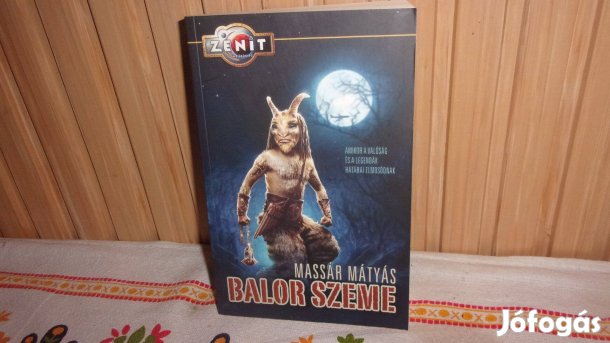 ZENIT
AMIKOR A VALÓSÁG
ÉS A LEGENDÁK
HATÁRAI ELMOSÓDNAK
MASSÁR MÁTYÁS
BALOR SZEME
Jófogás